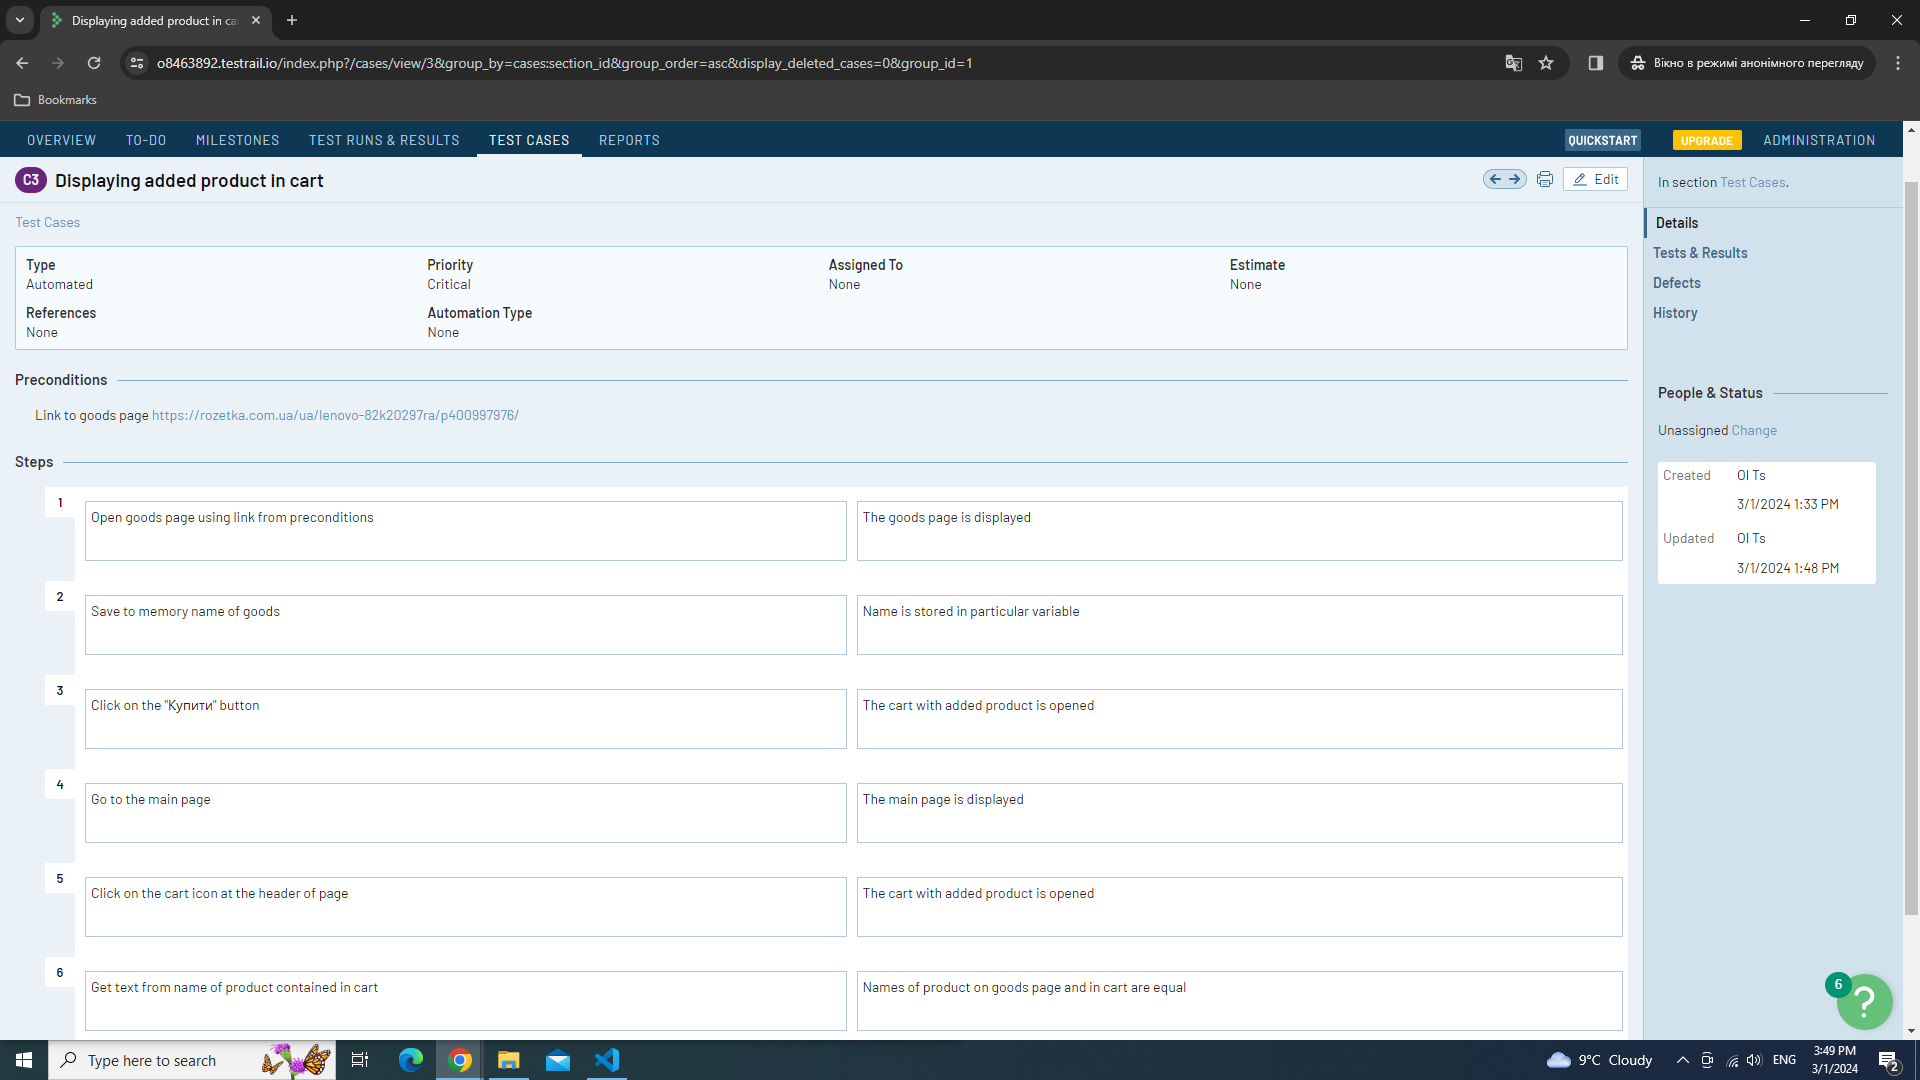 Displaying added product in ca
o8463892.testrail.io/index.php?/cases/view/3&group_by=cases:section_id&group_order=asc&display_deleted_cases=0&group_id=1
Вікно в режимі анонімного перегляду
Bookmarks
OVERVIEW TO-DO MILESTONES TEST RUNS & RESULTS TEST CASES REPORTS QUICKSTART UPGRADE ADMINISTRATION
C3 Displaying added product in cart
Edit
In section Test Cases.
Test Cases
Details
Tests & Results
Defects
History
Type Priority Assigned To Estimate
Automated Critical None None
References Automation Type
None None
Preconditions
Link to goods page https://rozetka.com.ua/ua/lenovo-82k20297ra/p400997976/
People & Status
Unassigned Change
Created Ol Ts
3/1/2024 1:33 PM
Updated Ol Ts
3/1/2024 1:48 PM
Steps
1 Open goods page using link from preconditions The goods page is displayed
2 Save to memory name of goods Name is stored in particular variable
3 Click on the "Купити" button The cart with added product is opened
4 Go to the main page The main page is displayed
5 Click on the cart icon at the header of page The cart with added product is opened
6 Get text from name of product contained in cart Names of product on goods page and in cart are equal
6
?
Type here to search
9°C Cloudy
ENG
3:49 PM
3/1/2024
2